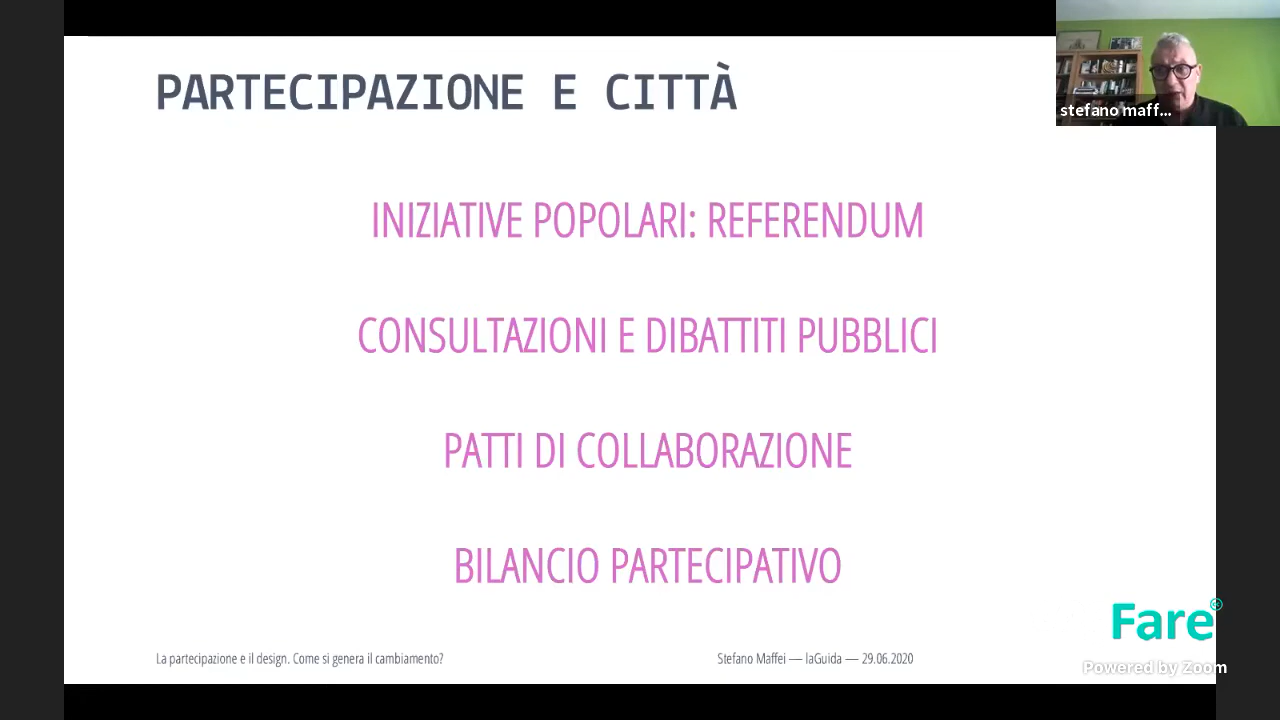 PARTECIPAZIONE E CITTÀ
stefano maff...
INIZIATIVE POPOLARI: REFERENDUM
CONSULTAZIONI E DIBATTITI PUBBLICI
PATTI DI COLLABORAZIONE
BILANCIO PARTECIPATIVO
Fare
La partecipazione e il design. Come si genera il cambiamento?
Stefano Maffei — laGuida — 29.06.2020
Powered by Zoom